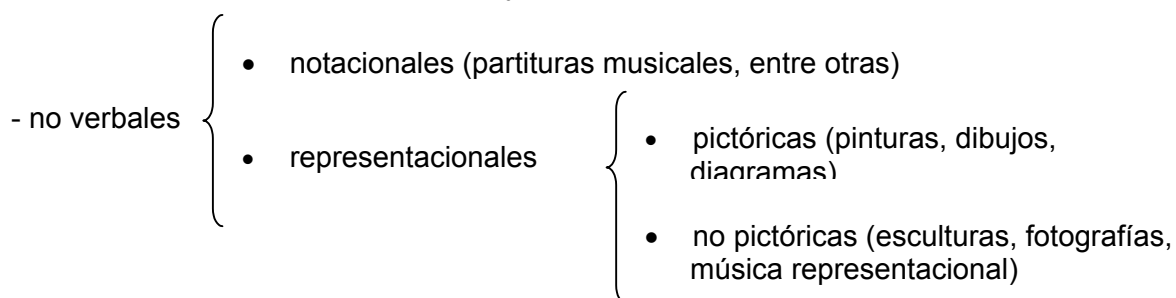 • notacionales (partituras musicales, entre otras)
- no verbales
• representacionales
• pictóricas (pinturas, dibujos,
diagramas)
• no pictóricas (esculturas, fotografías,
música representacional)